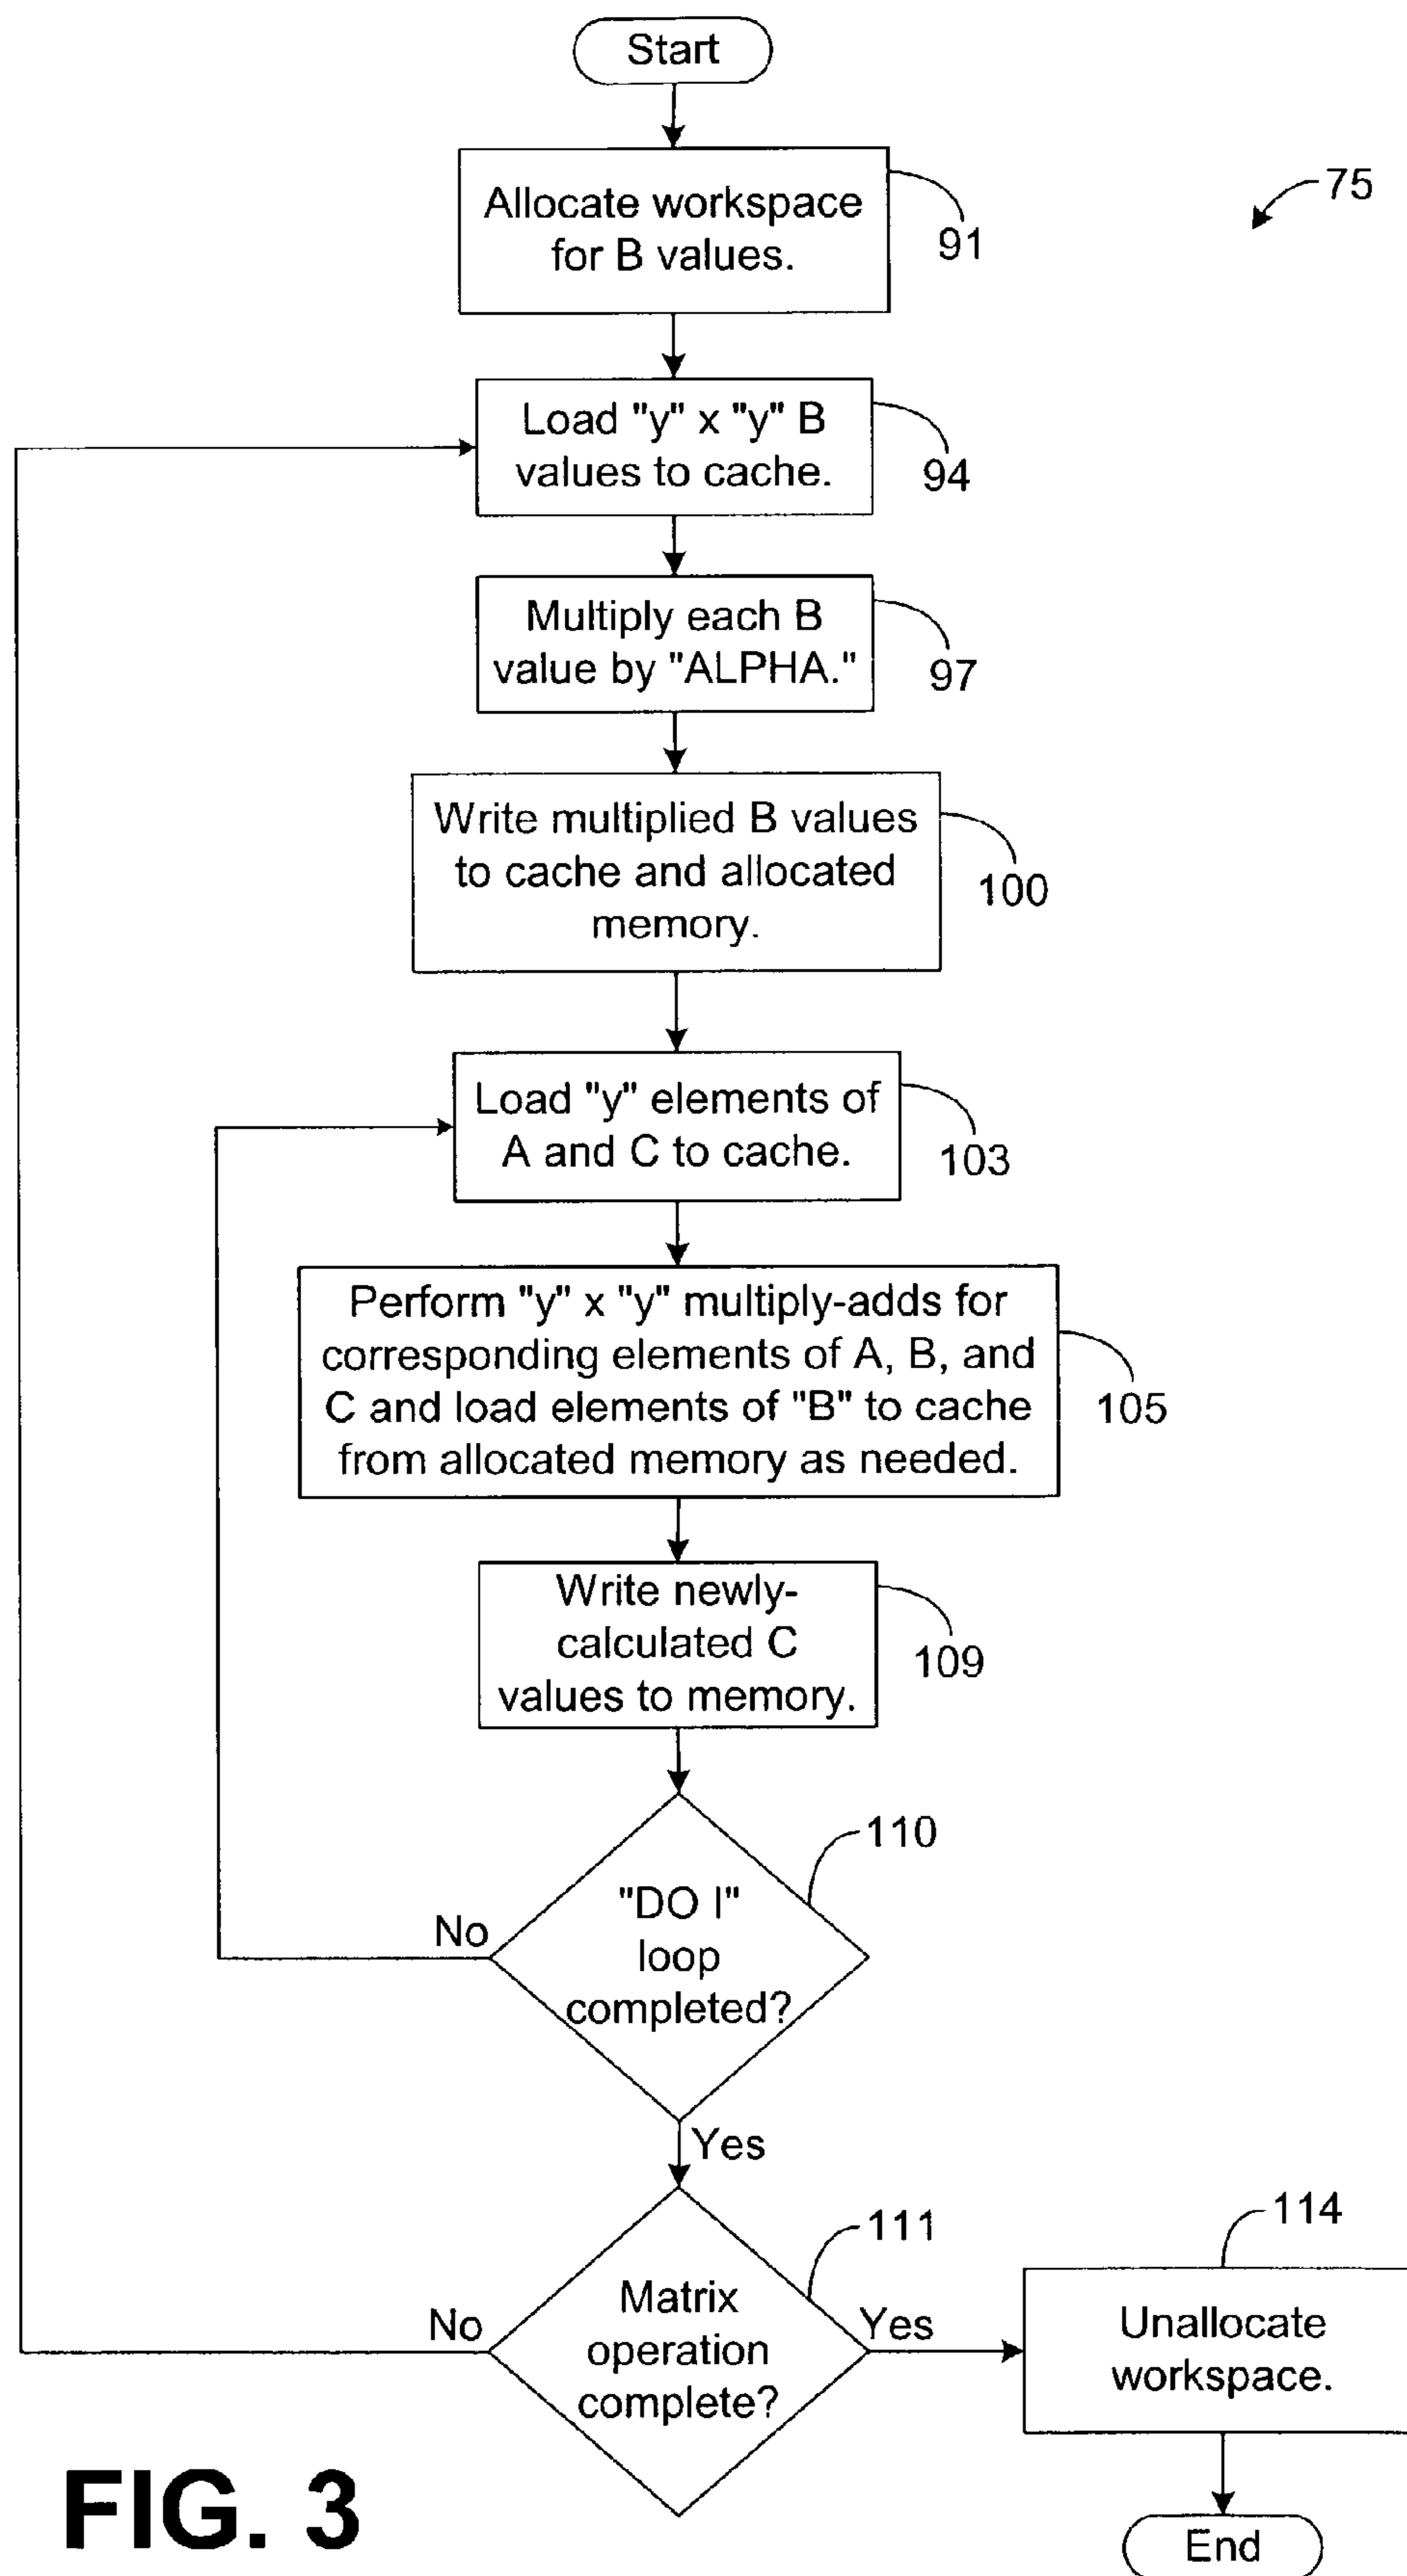 Start
75
Allocate workspace
for B values.
91
Load "y" x "y" B
values to cache.
94
Multiply each B
value by "ALPHA."
97
Write multiplied B values
to cache and allocated
memory.
100
Load "y" elements of
A and C to cache.
103
Perform "y" x "y" multiply-adds for
corresponding elements of A, B, and
C and load elements of "B" to cache
from allocated memory as needed.
105
Write newly-
calculated C
values to memory.
109
110
"DO I"
loop
completed?
No
Yes
111
Matrix
operation
complete?
No
Yes
114
Unallocate
workspace.
End
FIG. 3